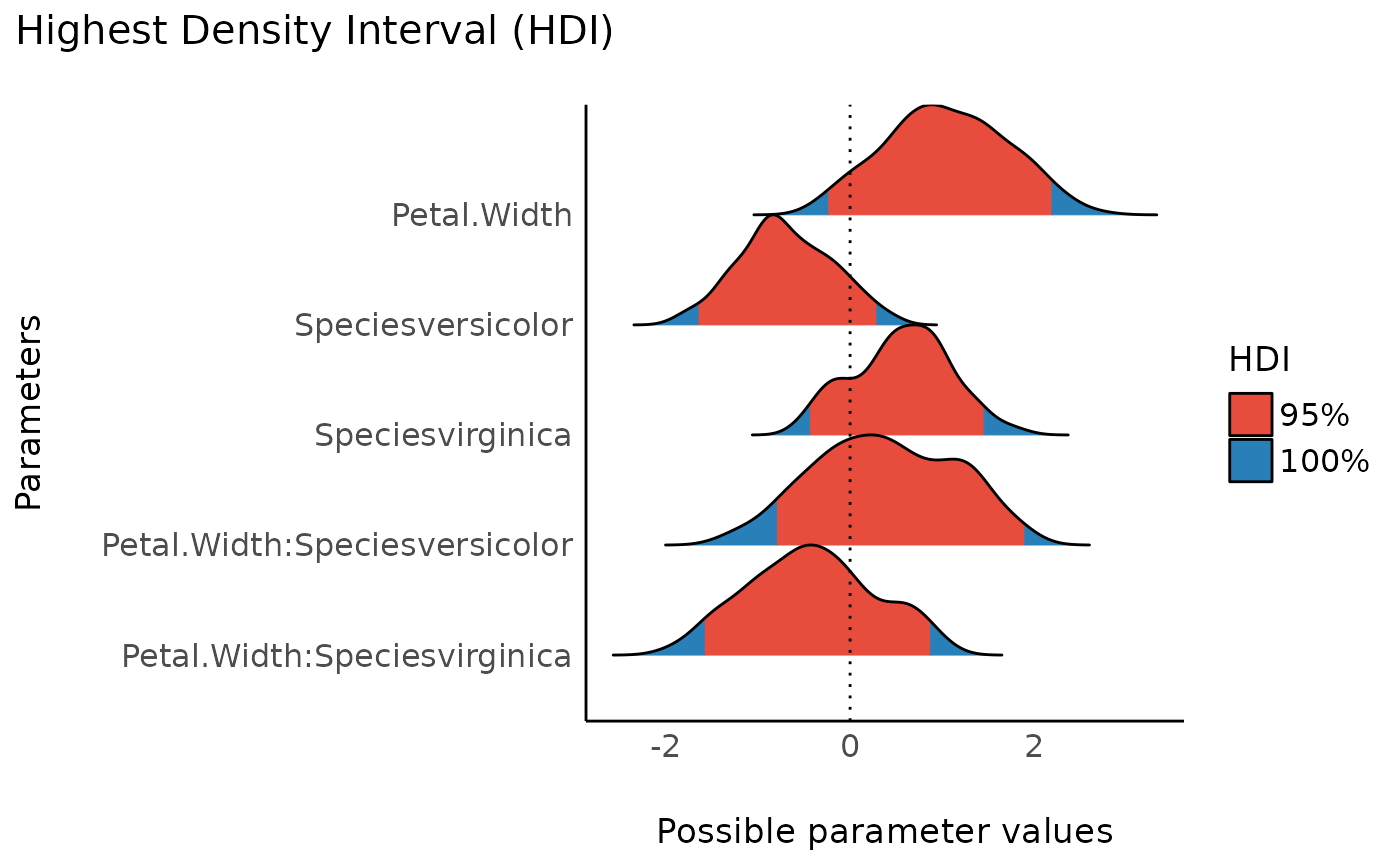 Highest Density Interval (HDI)
Parameters
Petal.Width
Speciesversicolor
Speciesvirginica
Petal.Width:Speciesversicolor
Petal.Width:Speciesvirginica
-2 0 2
Possible parameter values
HDI
95%
100%